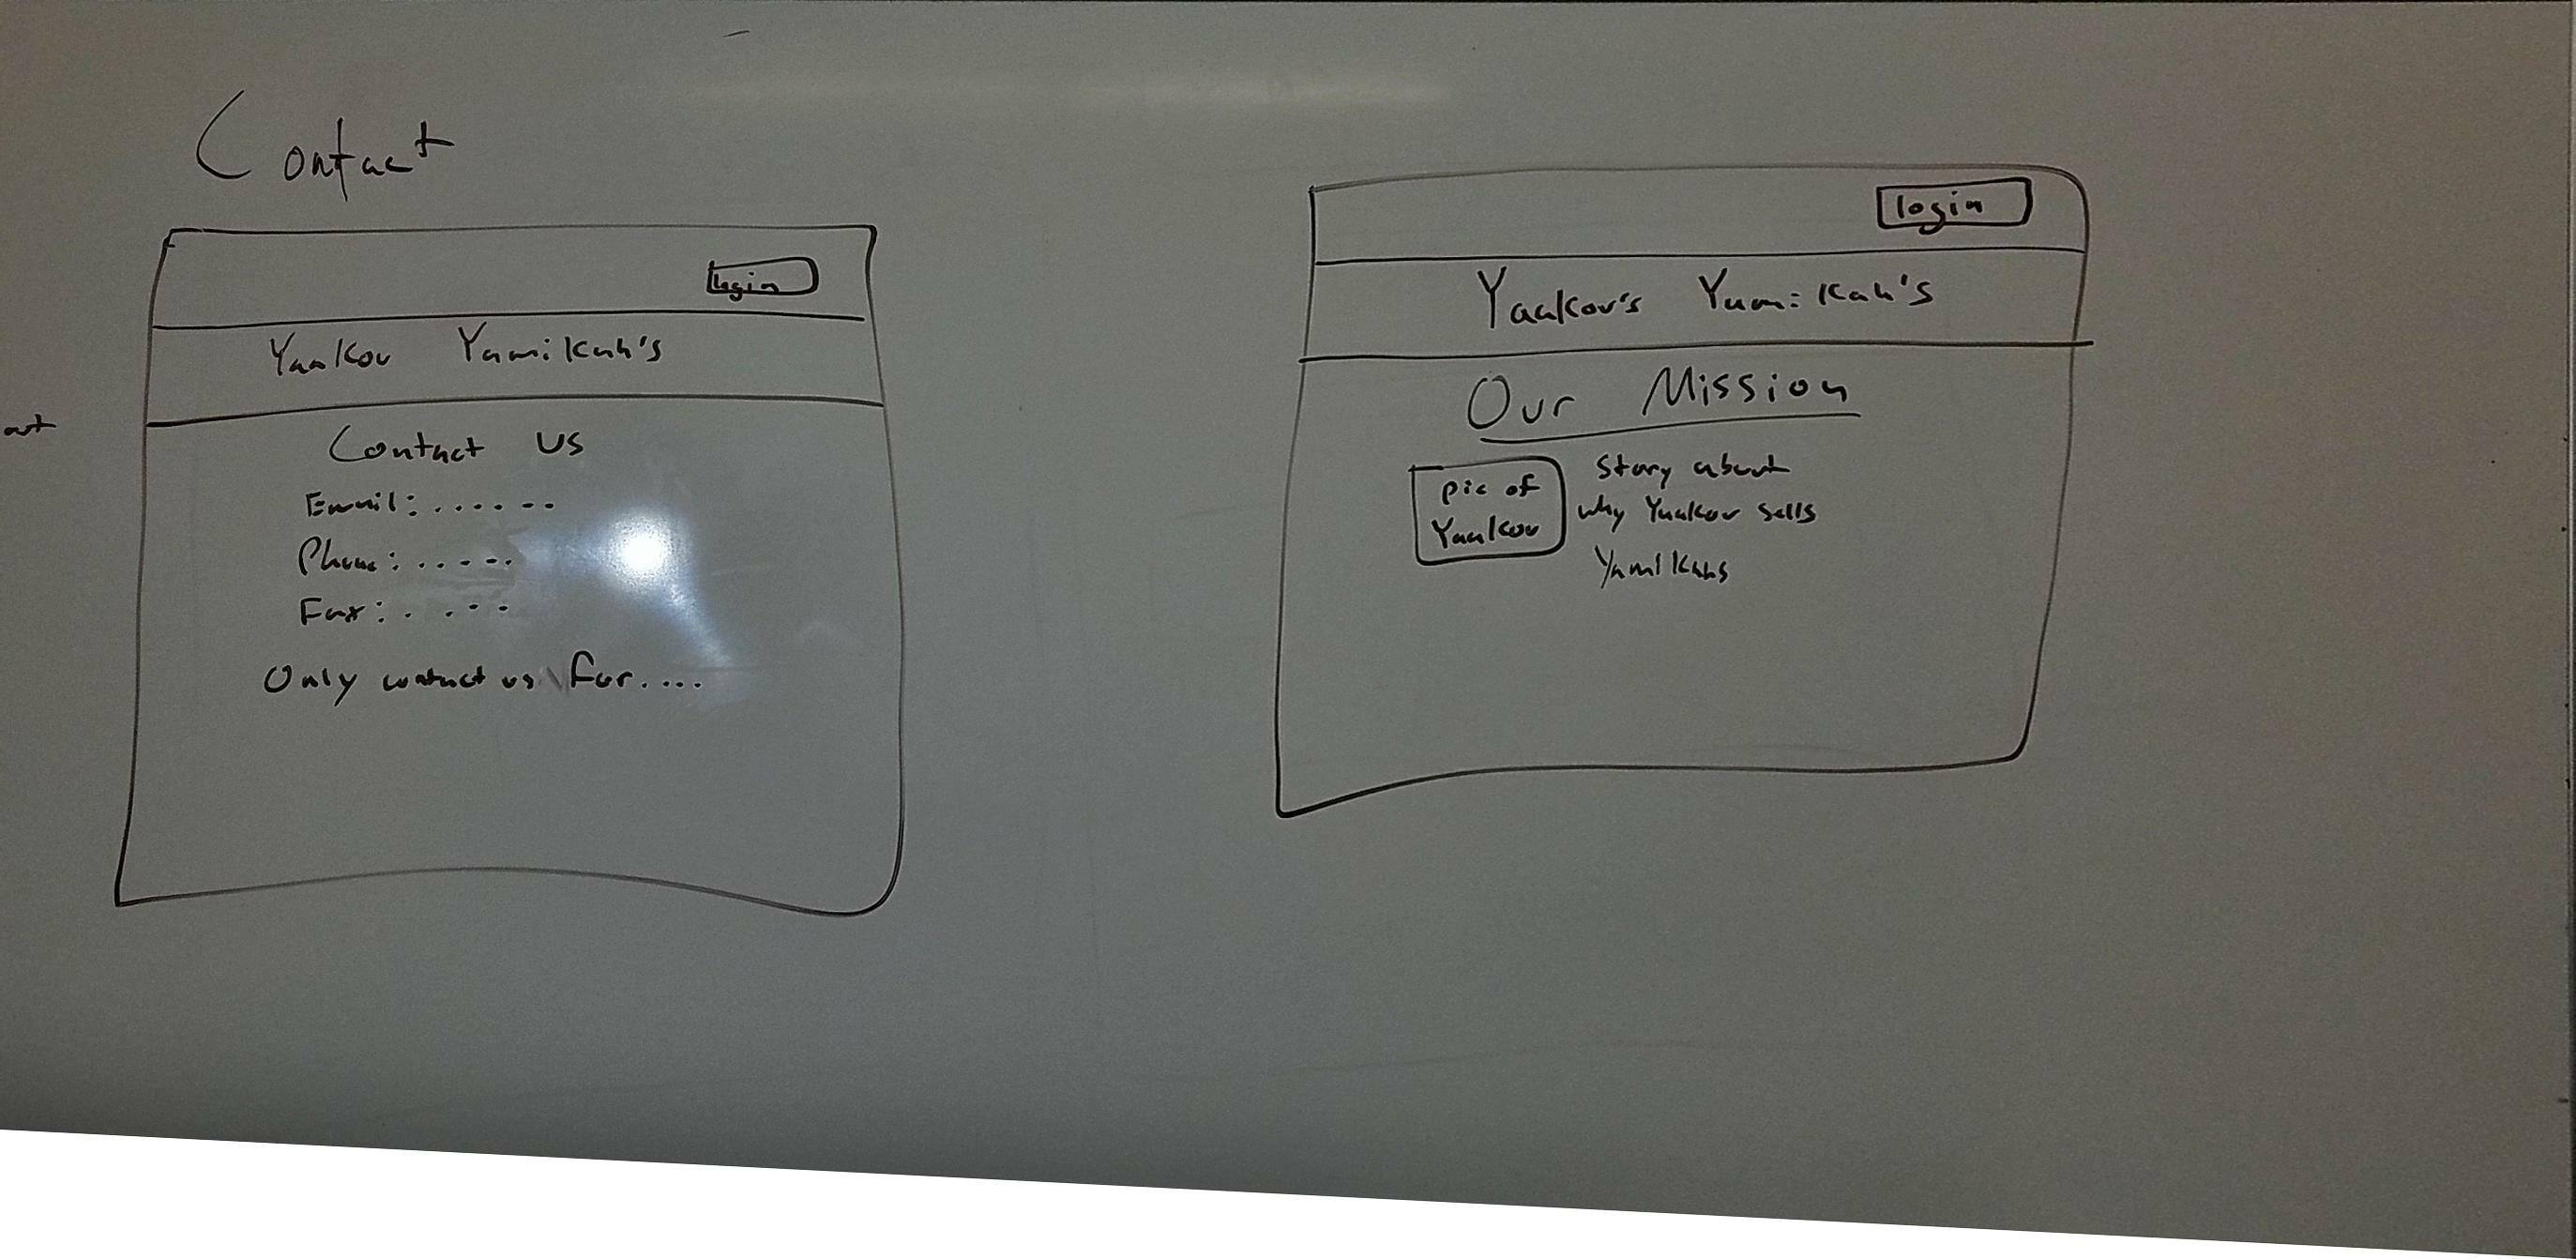 Contact
login
Yaakov Yamikah's
Contact us
Email: ......
Phone: .....
Fax: ....
Only contact us for....
login
Yaakov's Yumikah's
Our Mission
pic of
Yaakov
Story about
why Yaakov sells
Yamikahs